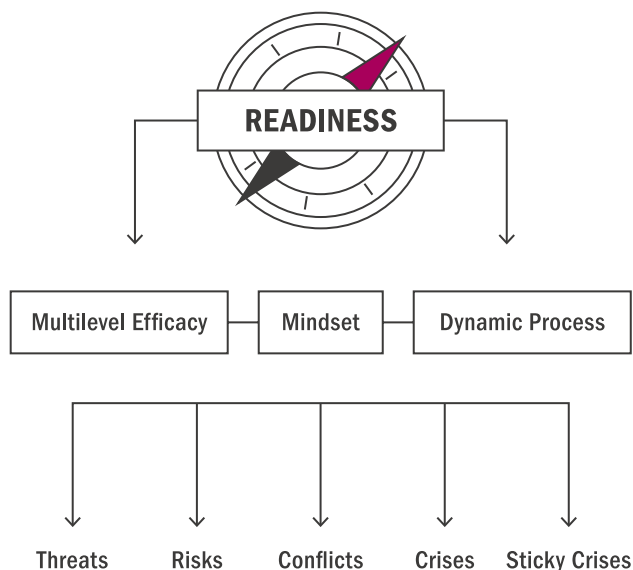 READINESS
Multilevel Efficacy
Mindset
Dynamic Process
Threats
Risks
Conflicts
Crises
Sticky Crises